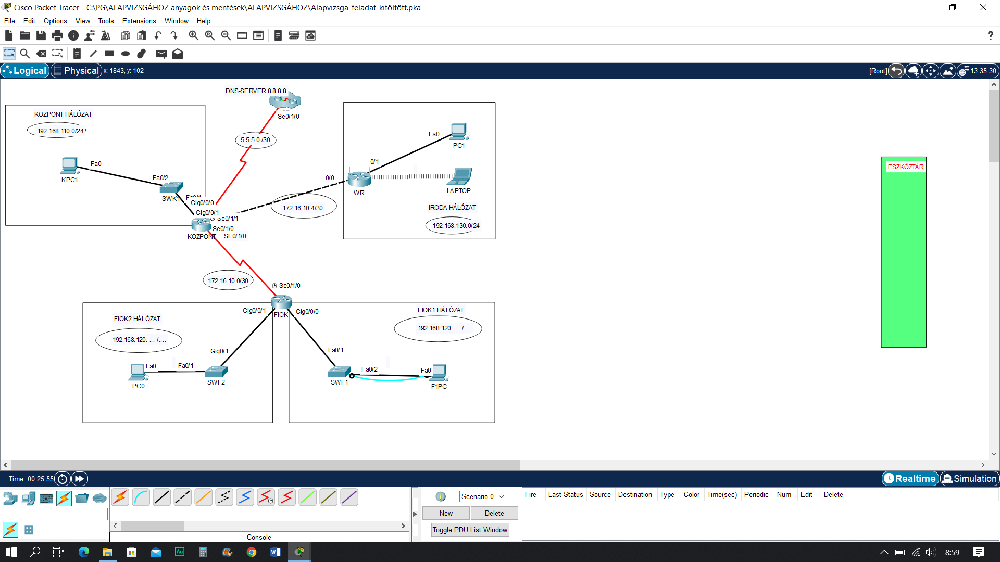 Cisco Packet Tracer - C:\PG\ALAPVIZSGÁHOZ anyagok és mentések\ALAPVIZSGÁHOZ\Alapvizsga_feladat_kitöltött.pka
File Edit Options View Tools Extensions Window Help
?
Logical Physical x: 1843, y: 102
[Root] 13:35:30
DNS-SERVER 8.8.8.8
Se0/1/0
5.5.5.0 /30
KOZPONT HÁLÓZAT
192.168.110.0/24
Fa0
KPC1
Fa0/2
SWK1
Gig0/0/0
Gig0/0/1
Se0/1/1
Se0/1/0
KOZPONT
SE0/1/0
0/0
172.16.10.4/30
Fa0
PC1
0/1
WR
LAPTOP
IRODA HÁLÓZAT
192.168.130.0/24
ESZKÖZTÁR
172.16.10.0/30
Se0/1/0
Gig0/0/1
FIOK
Gig0/0/0
FIOK2 HÁLÓZAT
192.168.120. ... /....
Gig0/1
Fa0
Fa0/1
PC0
SWF2
FIOK1 HÁLÓZAT
192.168.120. ..../....
Fa0/1
Fa0/2
Fa0
SWF1
F1PC
Time: 00:25:55
Realtime Simulation
Scenario 0
New Delete
Toggle PDU List Window
Fire Last Status Source Destination Type Color Time(sec) Periodic Num Edit Delete
Console
Au
8:59